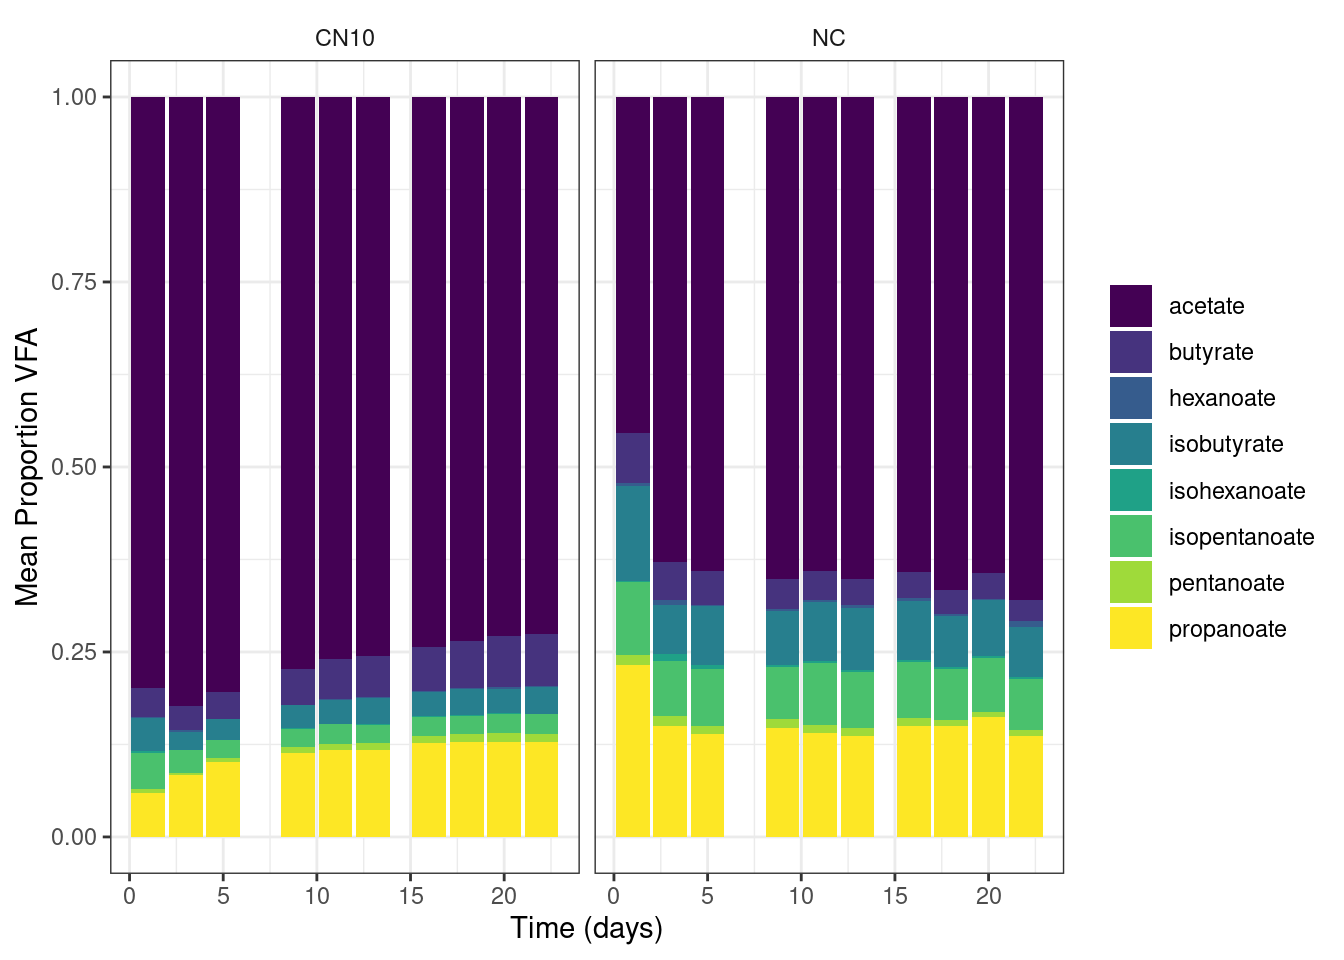 CN10
NC
Mean Proportion VFA
1.00
0.75
0.50
0.25
0.00
0 5 10 15 20
0 5 10 15 20
Time (days)
acetate
butyrate
hexanoate
isobutyrate
isohexanoate
isopentanoate
pentanoate
propanoate